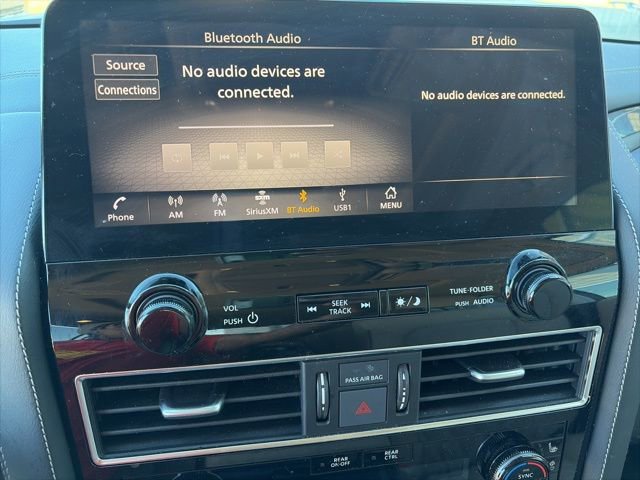 Bluetooth Audio
BT Audio
Source
Connections
No audio devices are
connected.
No audio devices are connected.
Phone
AM
FM
sxm
SiriusXM
BT Audio
USB1
MENU
VOL
PUSH
SEEK
TRACK
TUNE·FOLDER
PUSH AUDIO
PASS AIR BAG
REAR
ON·OFF
REAR
CTRL
SYNC